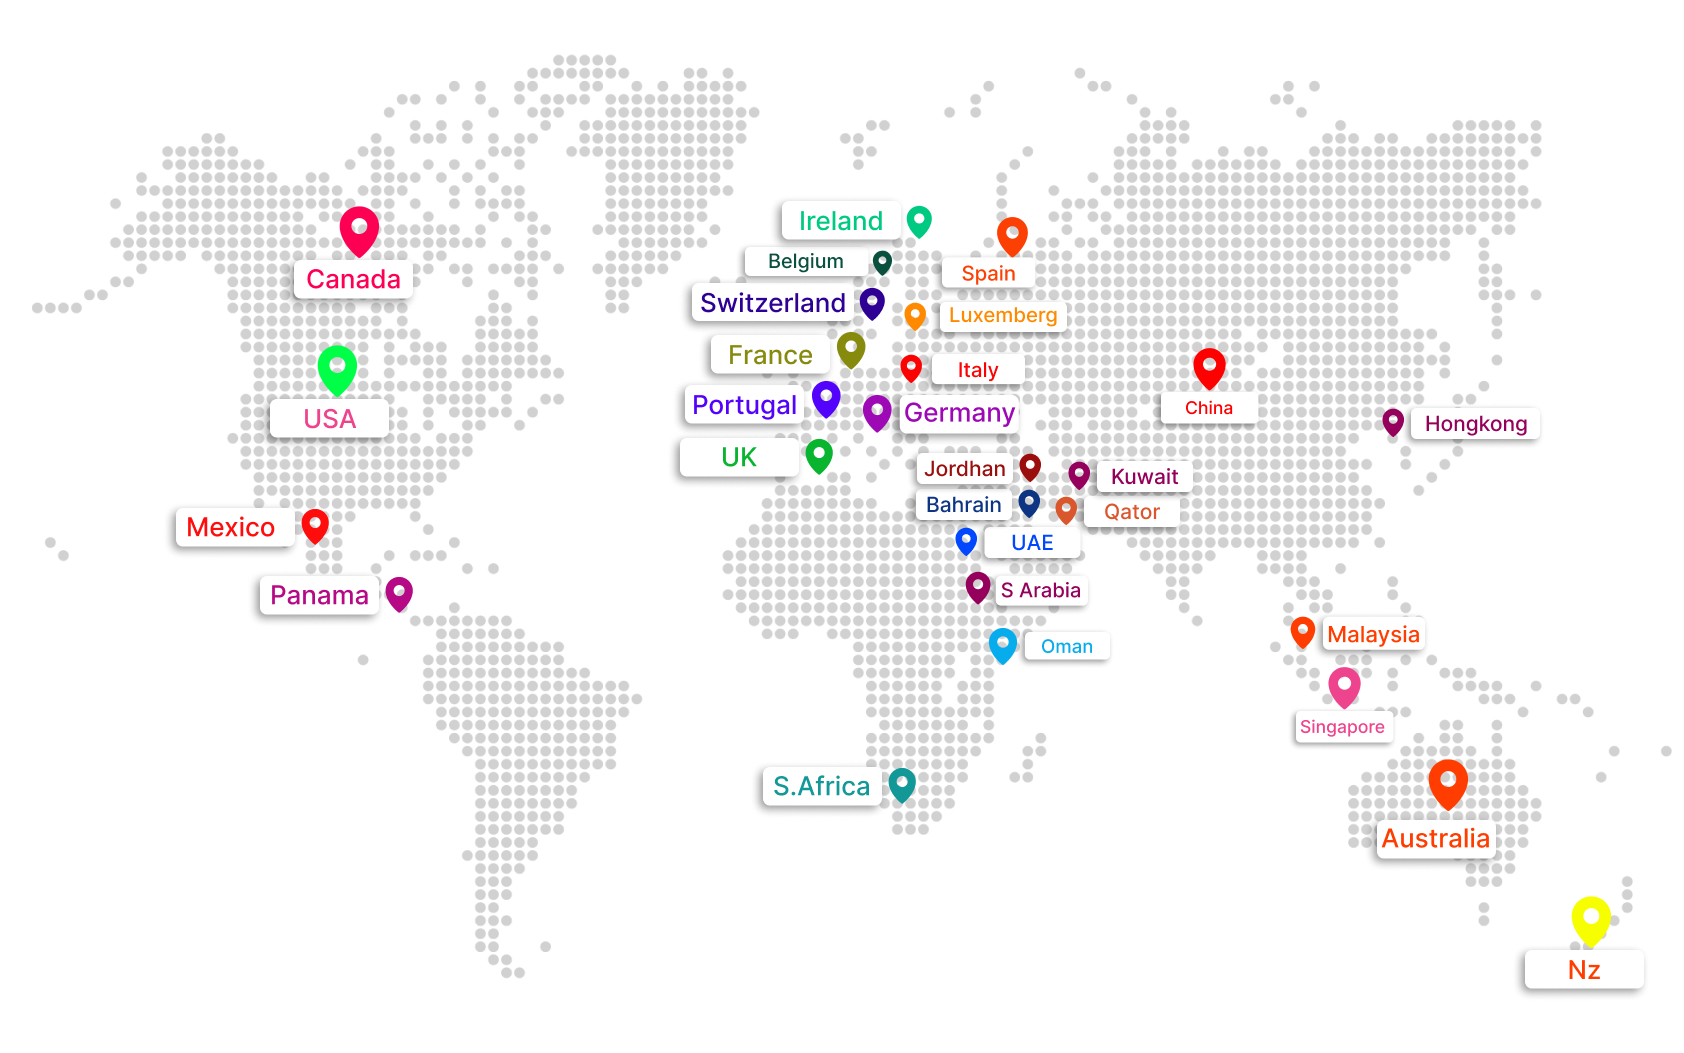 Ireland
Belgium
Spain
Canada
Switzerland
Luxemberg
France
Italy
Portugal
China
Germany
USA
Hongkong
UK
Jordhan
Kuwait
Bahrain
Qator
Mexico
UAE
S Arabia
Panama
Malaysia
Oman
Singapore
S.Africa
Australia
Nz